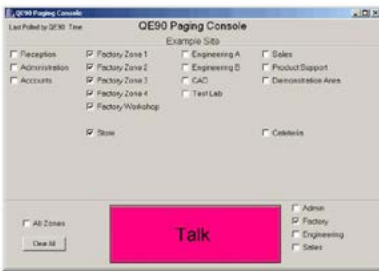 QE90 Paging Console
Last Polled by QE90: Time
QE90 Paging Console
Example Site
Reception
Factory Zone 1
Engineering A
Sales
Administration
Factory Zone 2
Engineering B
Product Support
Accounts
Factory Zone 3
CAD
Demonstration Area
Factory Zone 4
Test Lab
Factory Workshop
Store
Cafeteria
All Zones
Clear All
Talk
Admin
Factory
Engineering
Sales